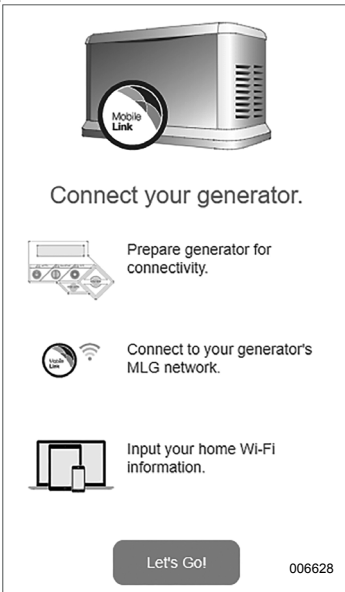 Mobile
Link
Connect your generator.
Prepare generator for
connectivity.
Mobile
Link
Connect to your generator's
MLG network.
Input your home Wi-Fi
information.
Let's Go!
006628